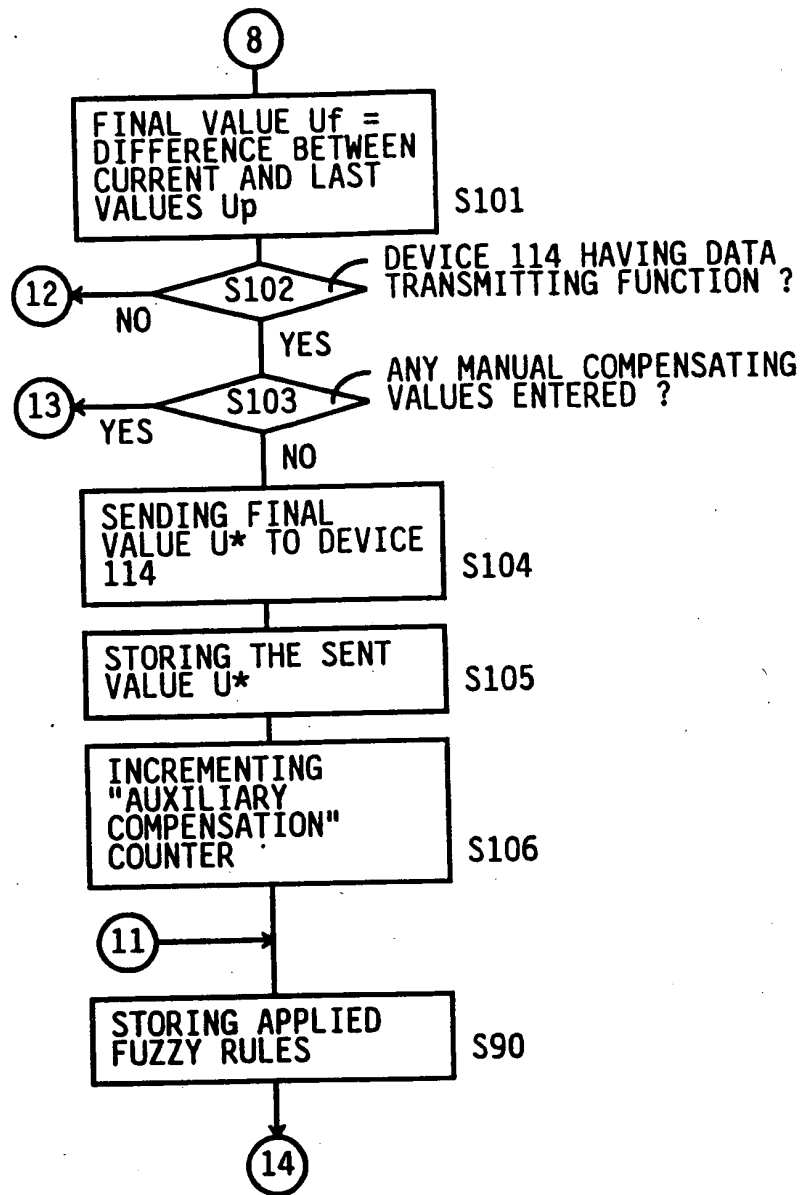 8
FINAL VALUE Uf =
DIFFERENCE BETWEEN
CURRENT AND LAST
VALUES Up
S101
DEVICE 114 HAVING DATA
TRANSMITTING FUNCTION ?
S102
12
NO
YES
ANY MANUAL COMPENSATING
VALUES ENTERED ?
S103
13
YES
NO
SENDING FINAL
VALUE U* TO DEVICE
114
S104
STORING THE SENT
VALUE U*
S105
INCREMENTING
"AUXILIARY
COMPENSATION"
COUNTER
S106
11
STORING APPLIED
FUZZY RULES
S90
14